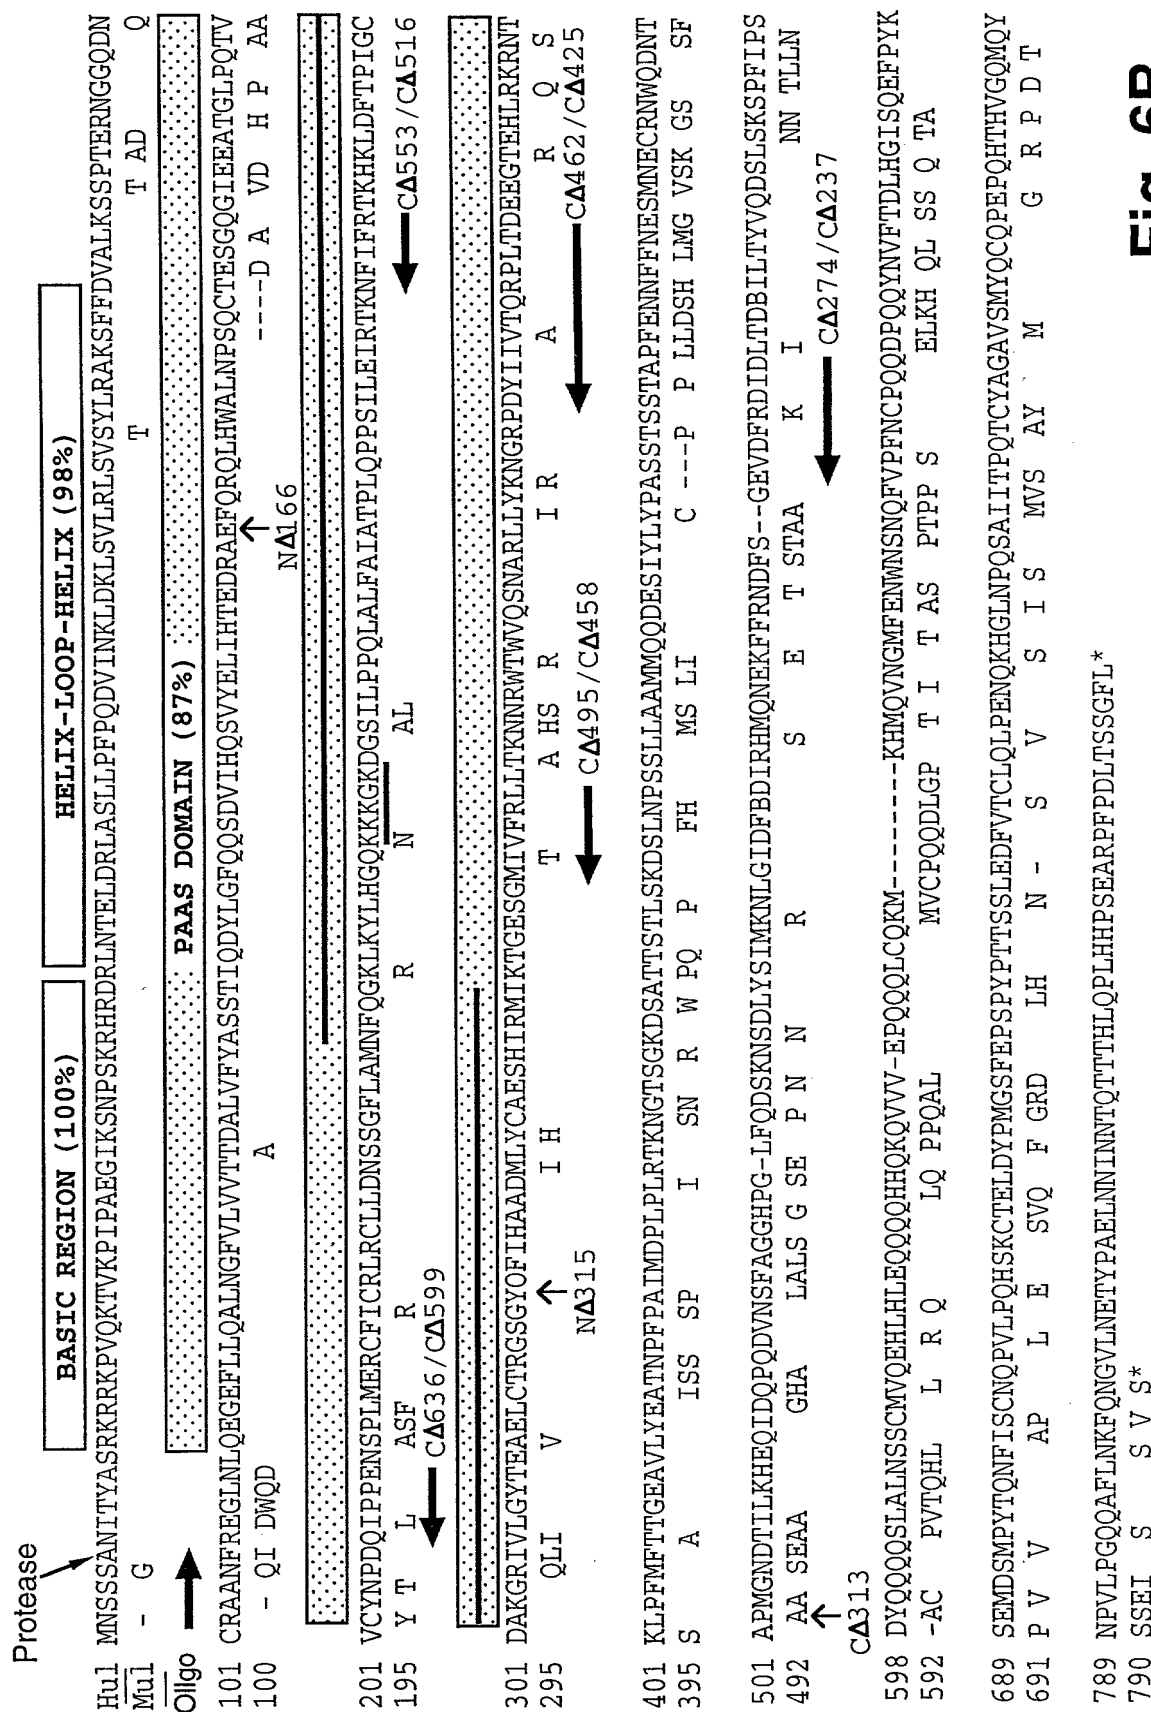 Protease
BASIC REGION (100%) HELIX-LOOP-HELIX (98%)
Hu1 MNSSSANITYASRKRRKPVQKTVKPIPAEGIKSNPSKRHRDRLNTELDRLASLLPFPQDVINKLDKLSVLRLSVSYLRAKSFFDVALKSSPTERNGGQDN
Mu1 - G T T AD Q
Oligo PAAS DOMAIN (87%)
101 CRAANFREGLNLQEGEFLLQALNGFVLVVTTDALVFYASSTIQDYLGFQQSDVIHQSVYELIHTEDRAEFQRQLHWALNPSQCTESGQGIEEATGLPQTV
100 - QI DWQD A ----D A VD H P AA
NΔ166
201 VCYNPDQIPPENSPLMERCFICRLRCLLDNSSGFLAMNFQGKLKYLHGQKKKGKDGSILPPQLALFAIATPLQPPSILEIRTKNFIFRTKHKLDFTPIGC
195 Y T L ASF R R N AL
CΔ636/CΔ599 CΔ553/CΔ516
301 DAKGRIVLGYTEAELCTRGSGYQFIHAADMLYCAESHIRMIKTGESGMIVFRLLTKNNRWTWVQSNARLLYKNGRPDYIIVTQRPLTDEEGTEHLRKRNT
295 QLI V I H T A HS R I R A R Q S
NΔ315 CΔ495/CΔ458 CΔ462/CΔ425
401 KLPFMFTTGEAVLYEATNPFPAIMDPLPLRTKNGTSGKDSATTSTLSKDSLNPSSLLAAMMQQDESIYLYPASSTSSTAPFENNFFNESMNECRNWQDNT
395 S A ISS SP I SN R W PQ P FH MS LI C ---P P LLDSH LMG VSK GS SF
501 APMGNDTILKHEQIDQPQDVNSFAGGHPG-LFQDSKNSDLYSIMKNLGIDFBDIRHMQNEKFFRNDFS--GEVDFRDIDLTDBILTYVQDSLSKSPFIPS
492 AA SEAA GHA LALS G SE P N N R S E T STAA K I NN TLLN
CΔ313 CΔ274/CΔ237
598 DYQQQQSLALNSSCMVQEHLHLEQQQQHHQKQVVV-EPQQQLCQKM--------KHMQVNGMFENWNSNQFVPFNCPQQDPQQYNVFTDLHGISQEFPYK
592 -AC PVTQHL L R Q LQ PPQAL MVCPQQDLGP T I T AS PTPP S ELKH QL SS Q TA
689 SEMDSMPYTQNFISCNQPVLPQHSKCTELDYPMGSFEPSPYPTTSSLEDFVTCLQLPENQKHGLNPQSAIITPQTCYAGAVSMYQCQPEPQHTHVGQMQY
691 P V V AP L E SVQ F GRD LH N - S V S I S MVS AY M G R P D T
789 NPVLPGQQAFLNKFQNGVLNETYPAELNNINNTQTTTHLQPLHHPSEARPFPDLTSSGFL*
790 SSEI S S V S*
Fig. 6B